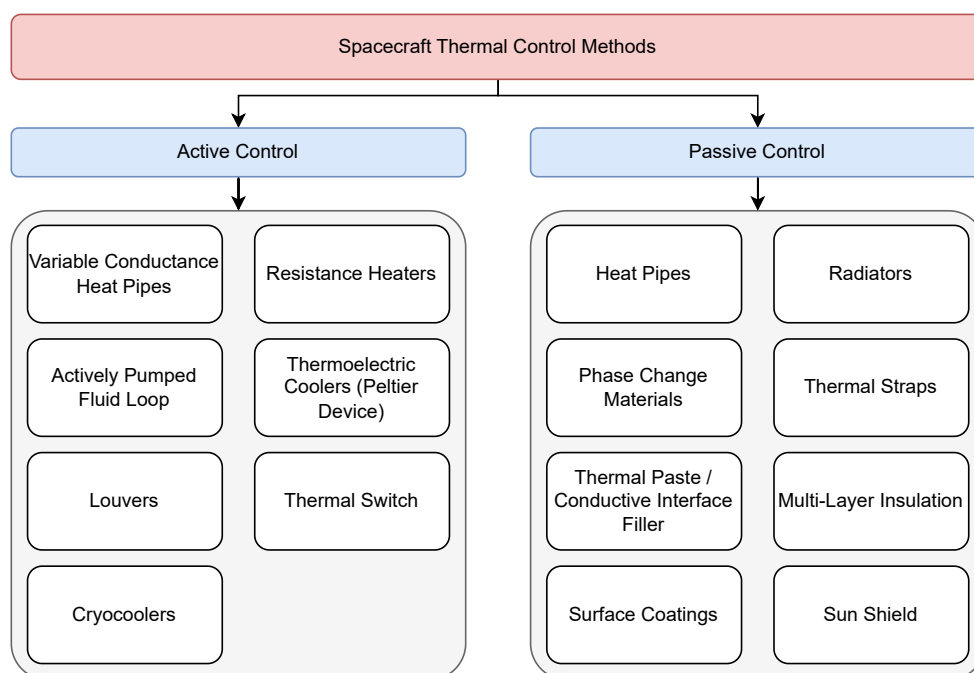 Spacecraft Thermal Control Methods
Active Control
Passive Control
Variable Conductance
Heat Pipes
Resistance Heaters
Actively Pumped
Fluid Loop
Thermoelectric
Coolers (Peltier
Device)
Louvers
Thermal Switch
Cryocoolers
Heat Pipes
Radiators
Phase Change
Materials
Thermal Straps
Thermal Paste /
Conductive Interface
Filler
Multi-Layer Insulation
Surface Coatings
Sun Shield